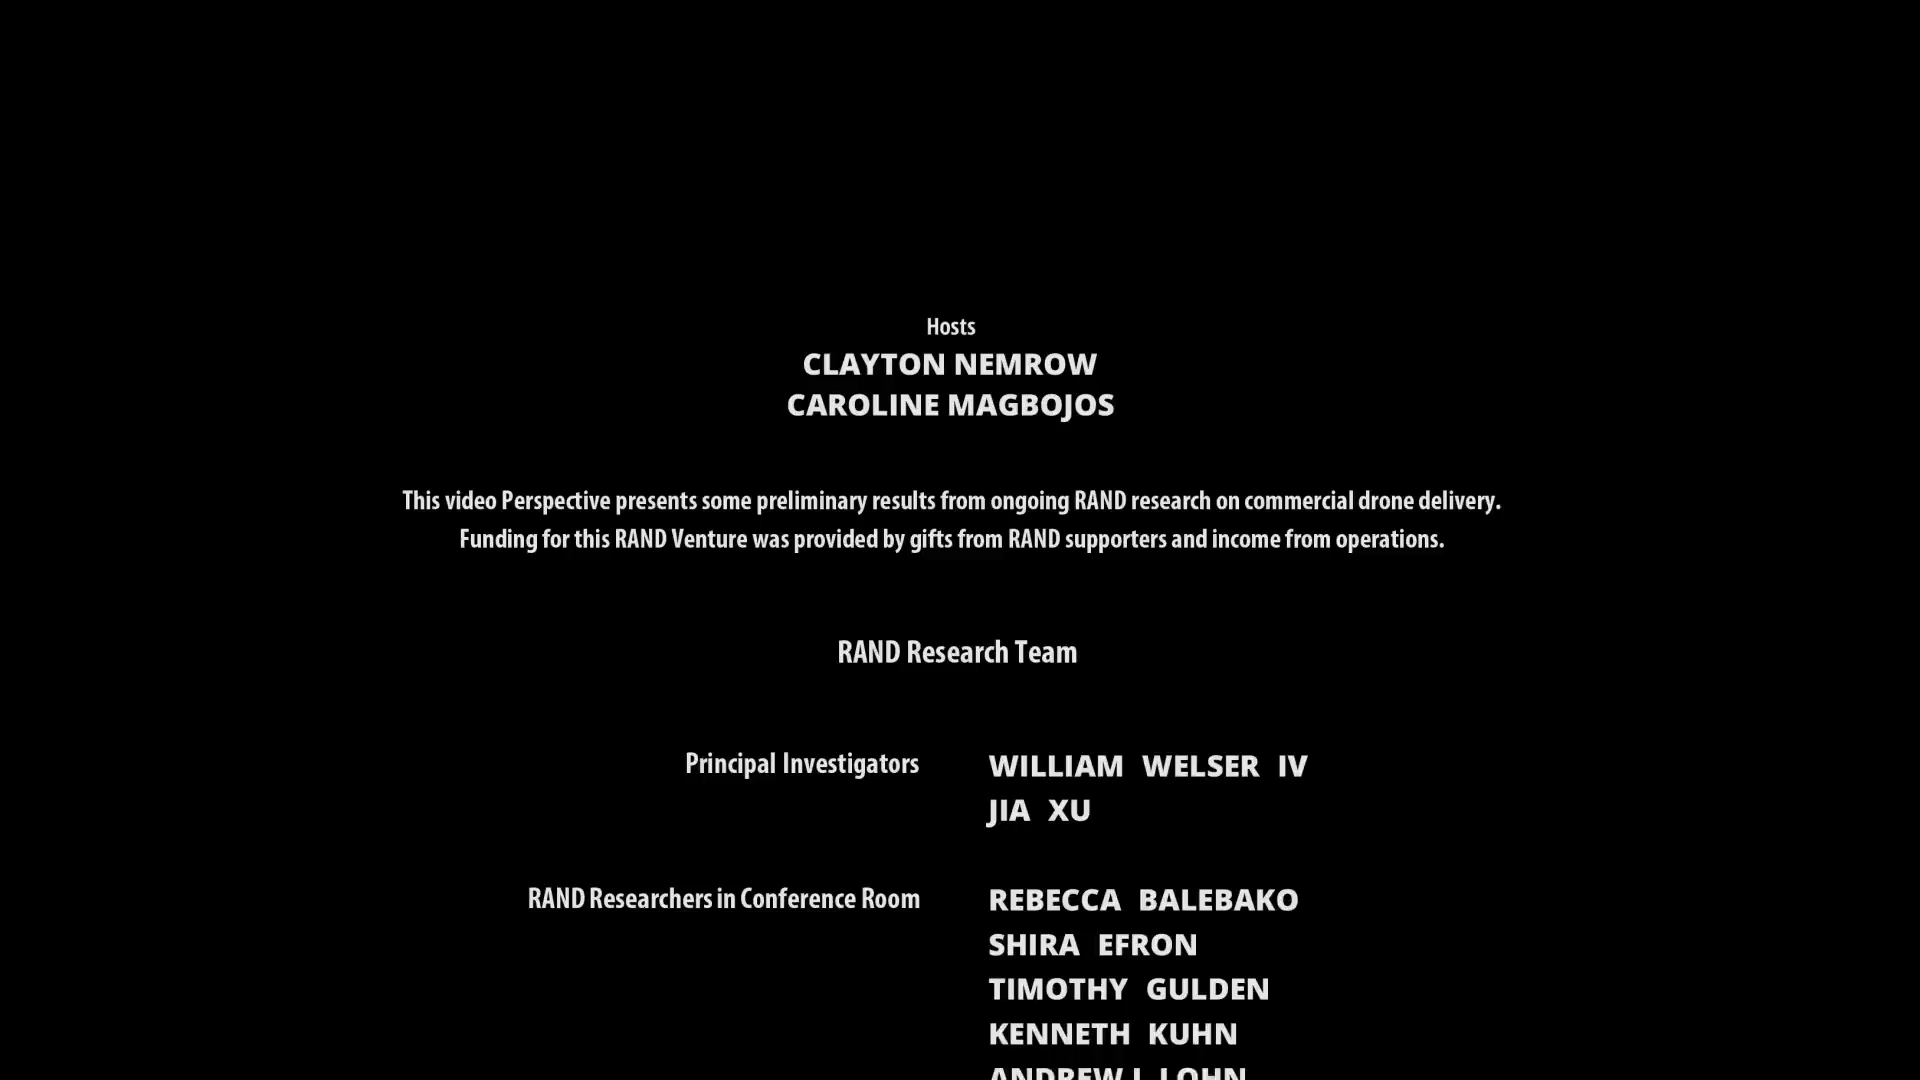 Hosts
CLAYTON NEMROW
CAROLINE MAGBOJOS
This video Perspective presents some preliminary results from ongoing RAND research on commercial drone delivery.
Funding for this RAND Venture was provided by gifts from RAND supporters and income from operations.
RAND Research Team
Principal Investigators WILLIAM WELSER IV
JIA XU
RAND Researchers in Conference Room REBECCA BALEBAKO
SHIRA EFRON
TIMOTHY GULDEN
KENNETH KUHN
ANDREW J LOHN